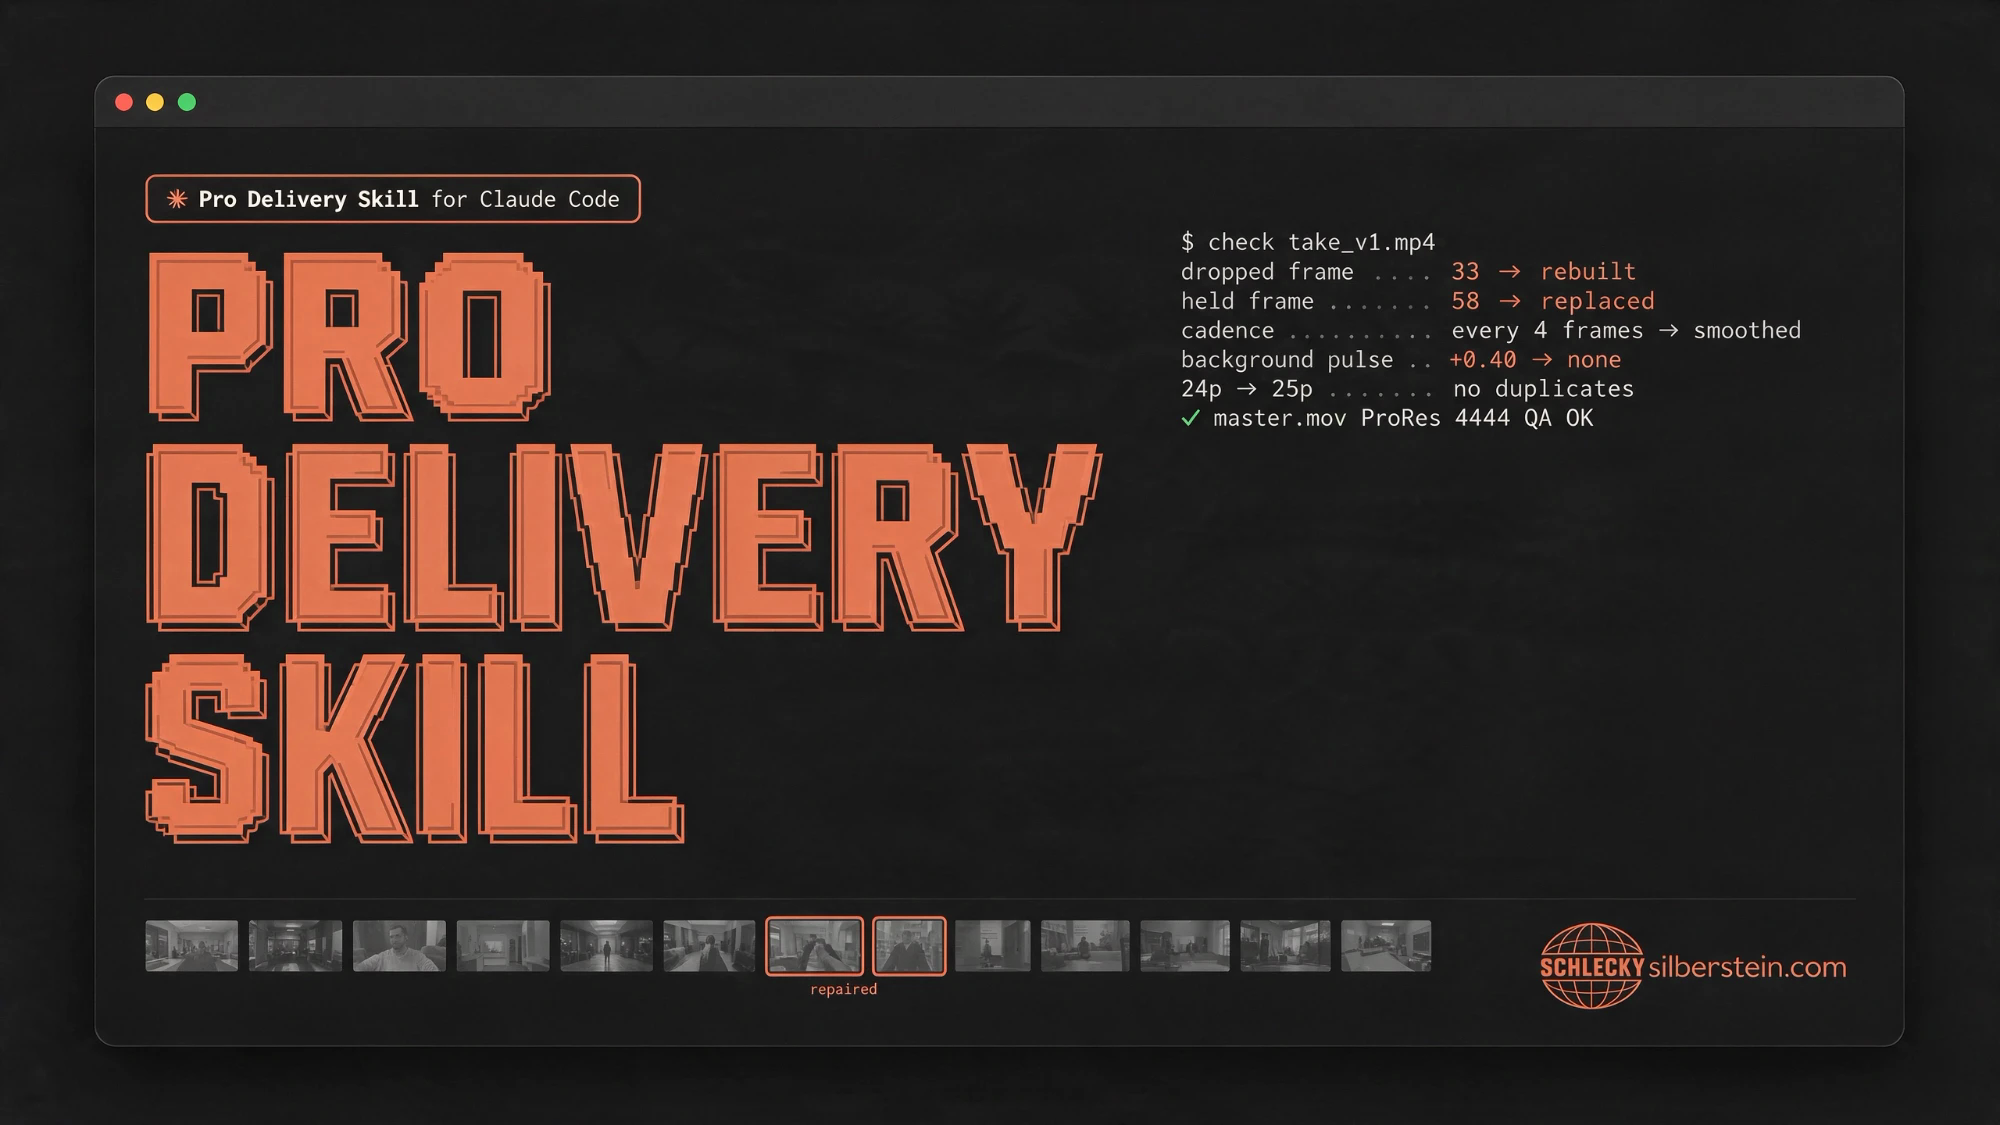 Pro Delivery Skill for Claude Code
PRO
DELIVERY
SKILL
$ check take_v1.mp4
dropped frame .... 33 → rebuilt
held frame ....... 58 → replaced
cadence .......... every 4 frames → smoothed
background pulse .. +0.40 → none
24p → 25p ....... no duplicates
✓ master.mov ProRes 4444 QA OK
repaired
SCHLECKY silberstein.com